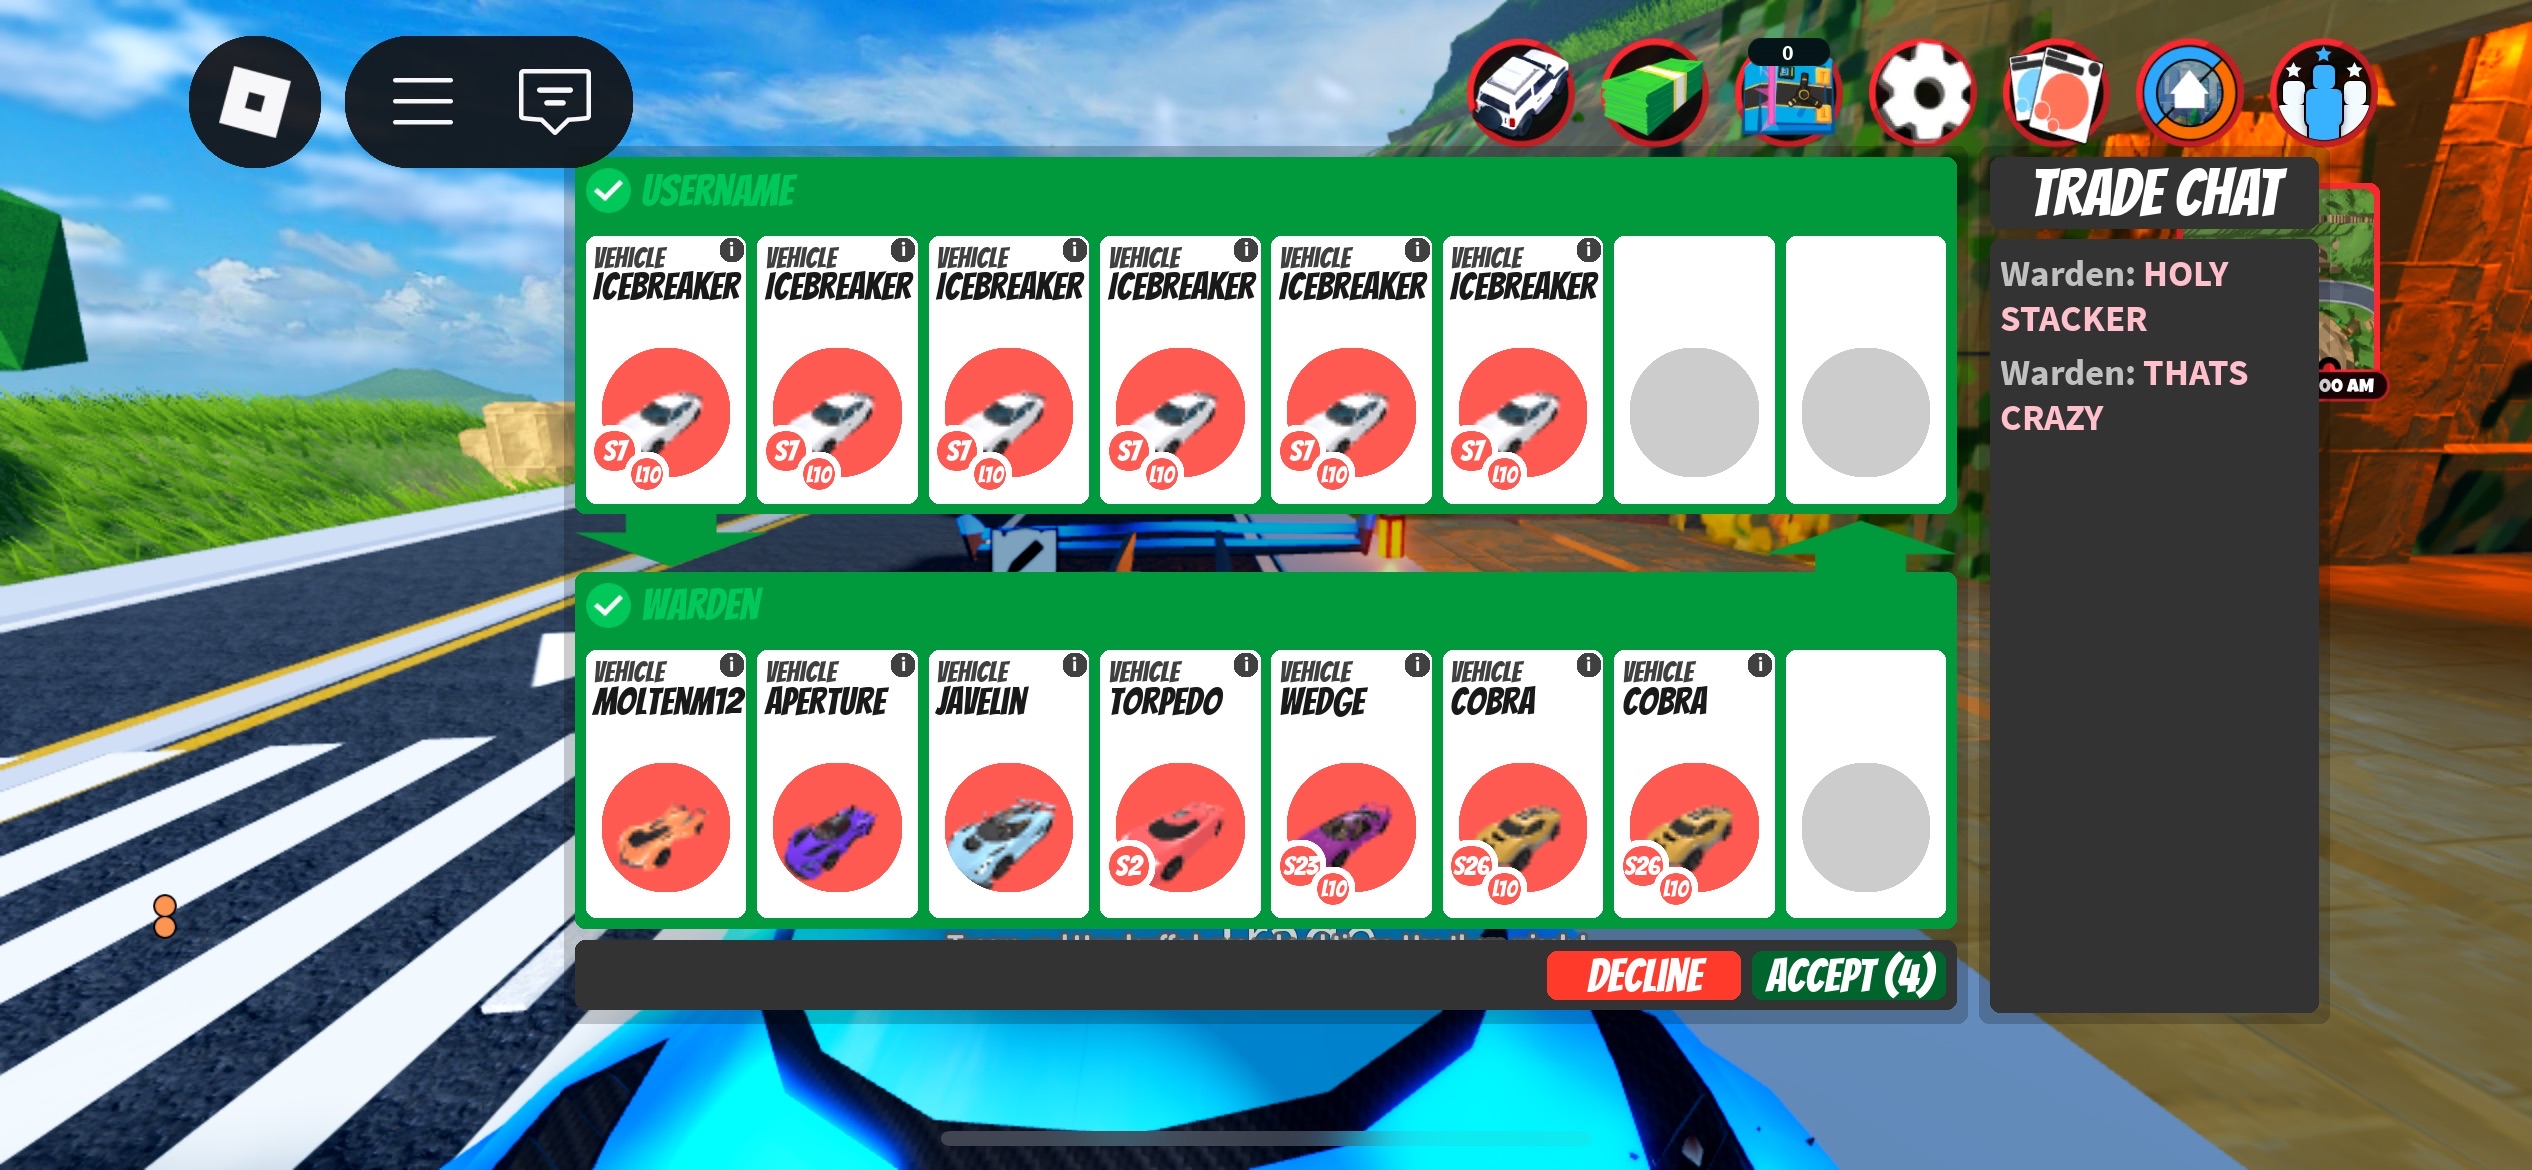 0
USERNAME
VEHICLE
ICEBREAKER
S7
L10
VEHICLE
ICEBREAKER
S7
L10
VEHICLE
ICEBREAKER
S7
L10
VEHICLE
ICEBREAKER
S7
L10
VEHICLE
ICEBREAKER
S7
L10
VEHICLE
ICEBREAKER
S7
L10
WARDEN
VEHICLE
MOLTENM12
VEHICLE
APERTURE
VEHICLE
JAVELIN
VEHICLE
TORPEDO
S2
VEHICLE
WEDGE
S23
L10
VEHICLE
COBRA
S26
L10
VEHICLE
COBRA
S26
L10
DECLINE
ACCEPT (4)
TRADE CHAT
Warden: HOLY
STACKER
Warden: THATS
CRAZY
00 AM